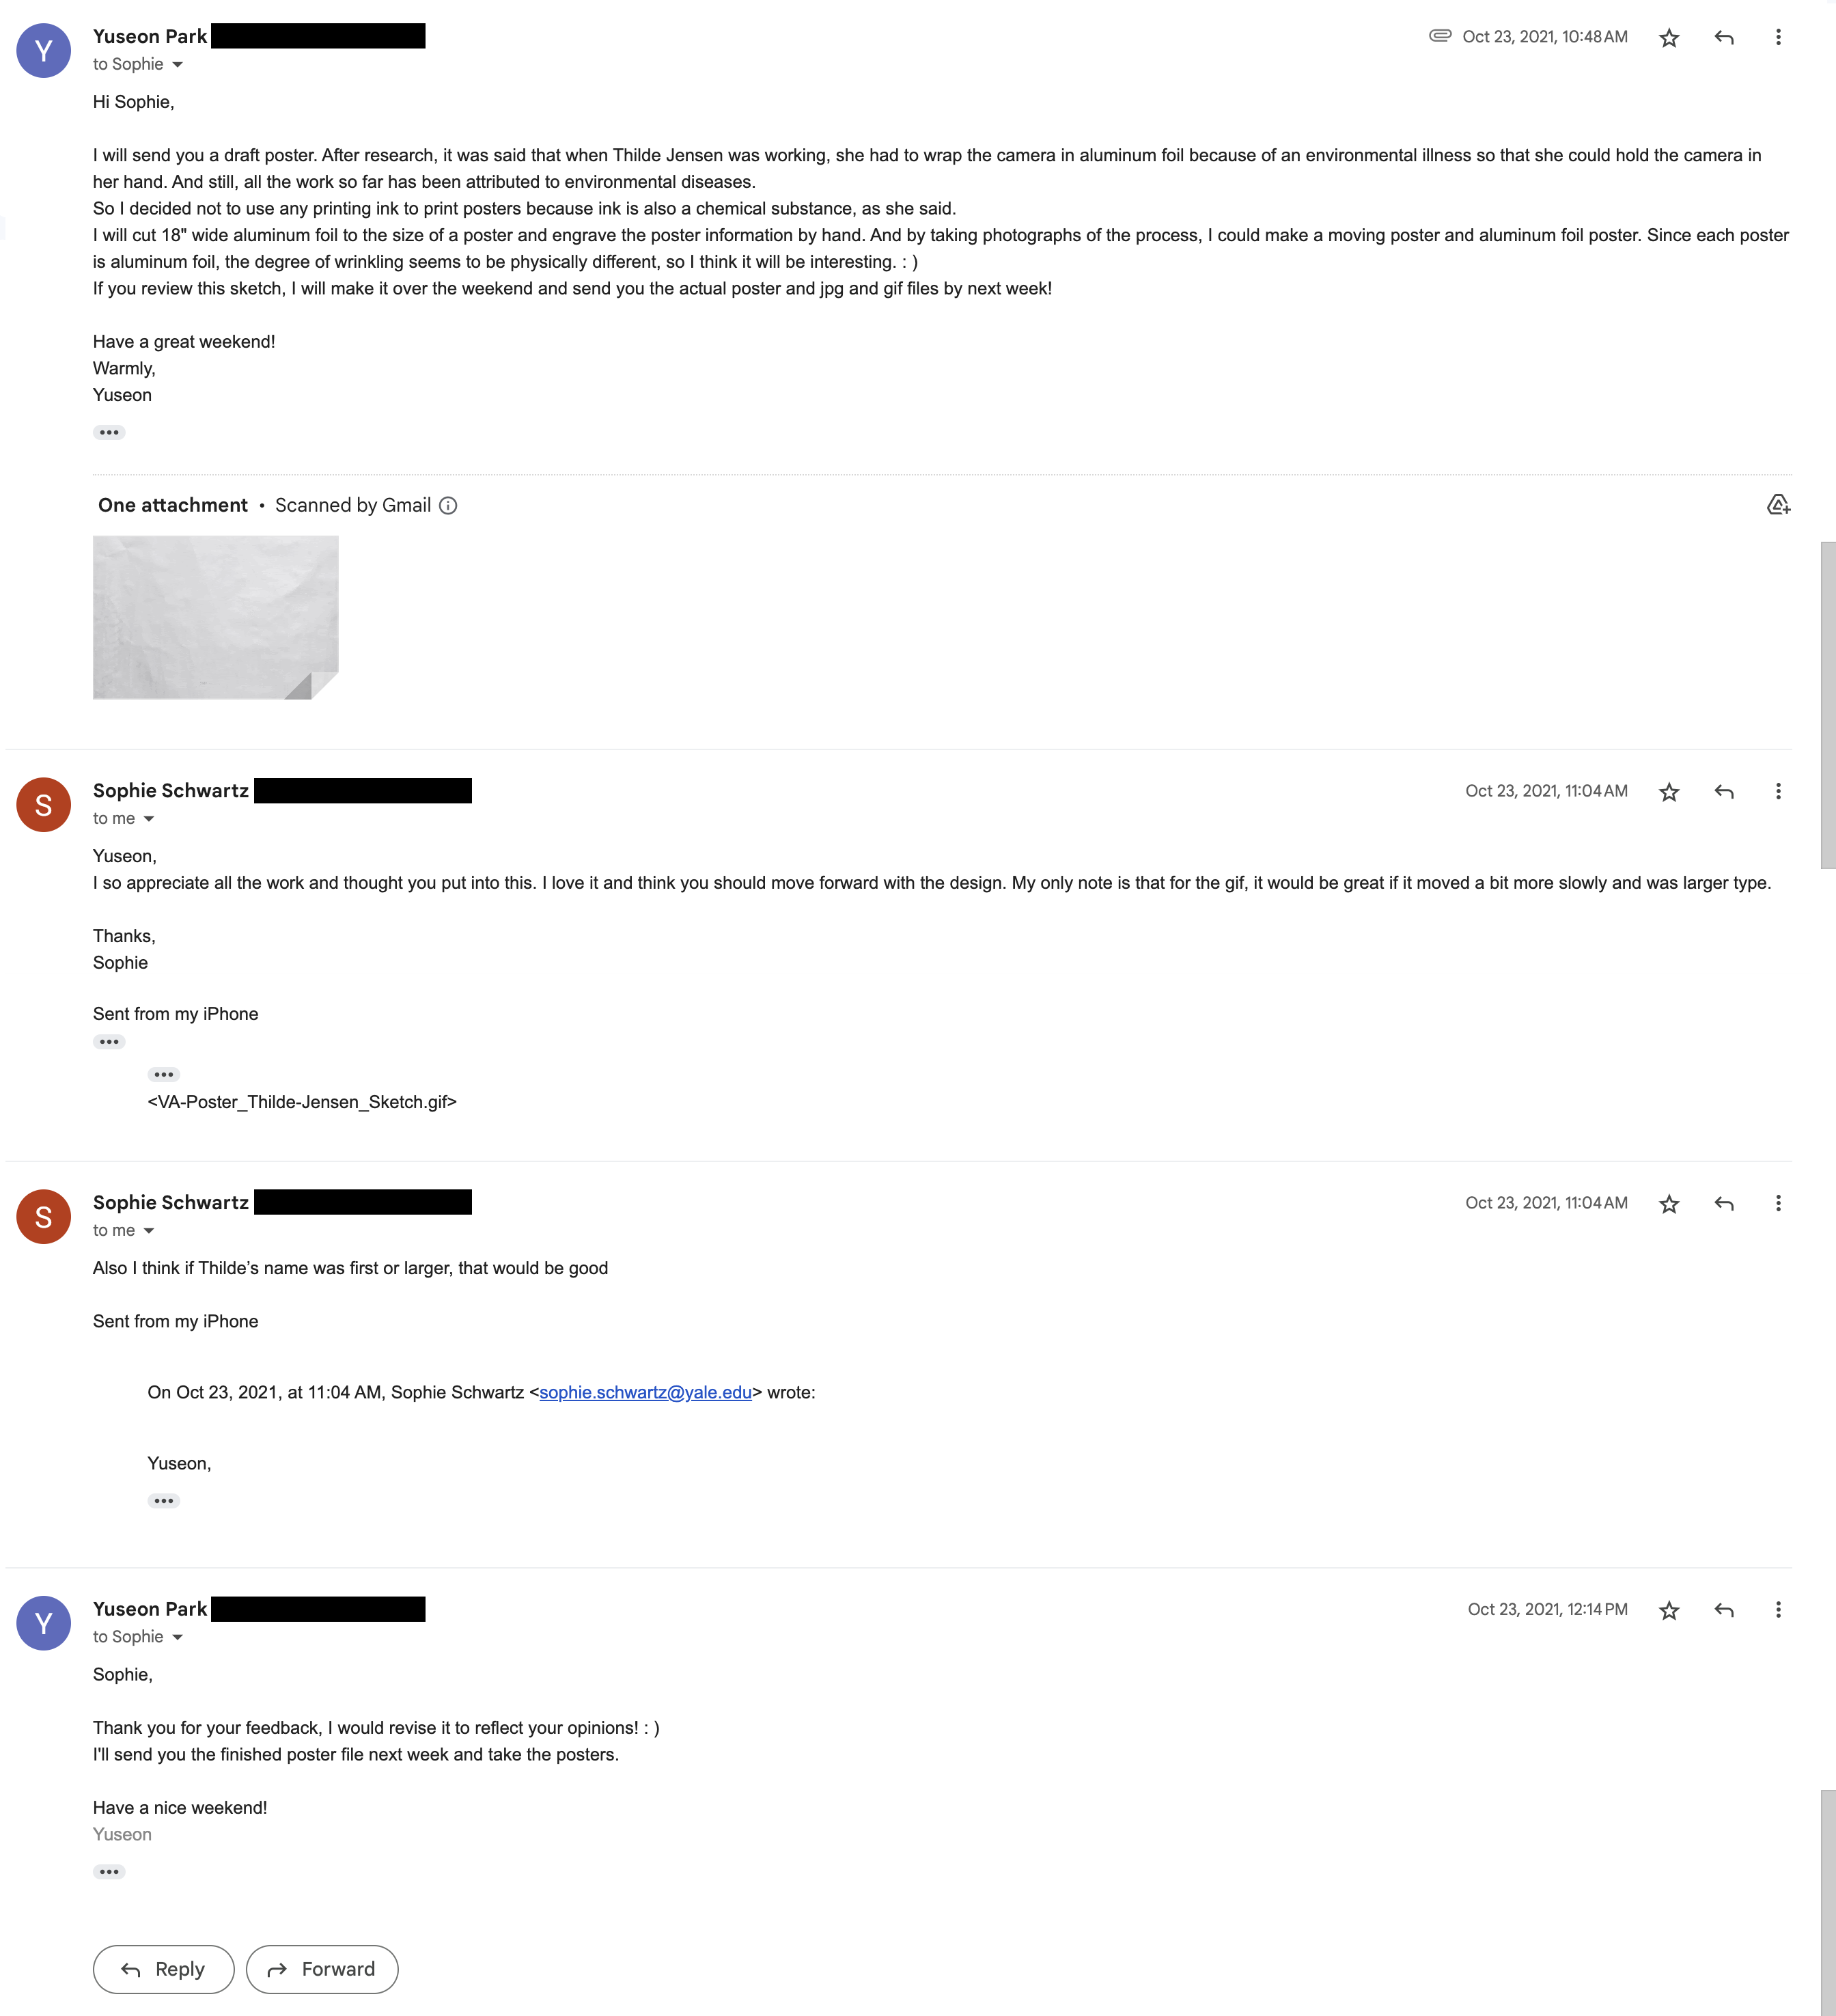 Y
Yuseon Park
Oct 23, 2021, 10:48 AM
to Sophie
Hi Sophie,
I will send you a draft poster. After research, it was said that when Thilde Jensen was working, she had to wrap the camera in aluminum foil because of an environmental illness so that she could hold the camera in
her hand. And still, all the work so far has been attributed to environmental diseases.
So I decided not to use any printing ink to print posters because ink is also a chemical substance, as she said.
I will cut 18" wide aluminum foil to the size of a poster and engrave the poster information by hand. And by taking photographs of the process, I could make a moving poster and aluminum foil poster. Since each poster
is aluminum foil, the degree of wrinkling seems to be physically different, so I think it will be interesting. : )
If you review this sketch, I will make it over the weekend and send you the actual poster and jpg and gif files by next week!
Have a great weekend!
Warmly,
Yuseon
One attachment • Scanned by Gmail
S
Sophie Schwartz
Oct 23, 2021, 11:04 AM
to me
Yuseon,
I so appreciate all the work and thought you put into this. I love it and think you should move forward with the design. My only note is that for the gif, it would be great if it moved a bit more slowly and was larger type.
Thanks,
Sophie
Sent from my iPhone
<VA-Poster_Thilde-Jensen_Sketch.gif>
S
Sophie Schwartz
Oct 23, 2021, 11:04 AM
to me
Also I think if Thilde’s name was first or larger, that would be good
Sent from my iPhone
On Oct 23, 2021, at 11:04 AM, Sophie Schwartz <sophie.schwartz@yale.edu> wrote:
Yuseon,
Y
Yuseon Park
Oct 23, 2021, 12:14 PM
to Sophie
Sophie,
Thank you for your feedback, I would revise it to reflect your opinions! : )
I'll send you the finished poster file next week and take the posters.
Have a nice weekend!
Yuseon
Reply
Forward